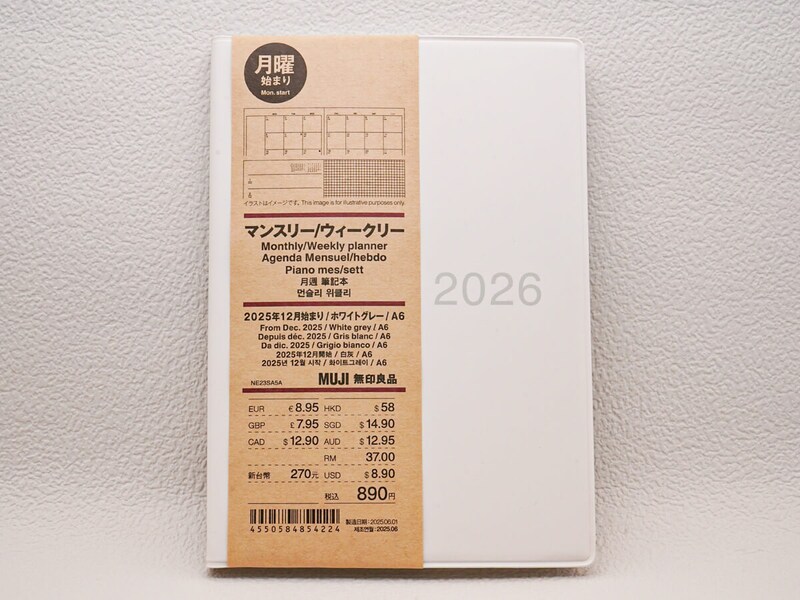 月曜
始まり
Mon. start
イラストはイメージです。This image is for illustrative purposes only.
マンスリー/ウィークリー
Monthly/Weekly planner
Agenda Mensuel/hebdo
Piano mes/sett
月週 筆記本
먼슬리 위클리
2026
2025年12月始まり/ホワイトグレー/A6
From Dec. 2025 / White grey / A6
Depuis déc. 2025 / Gris blanc / A6
Da dic. 2025 / Grigio bianco / A6
2025年12月開始 / 白灰 / A6
2025년 12월 시작 / 화이트그레이 / A6
NE23SA5A MUJI 無印良品
EUR € 8.95 HKD $ 58
GBP £ 7.95 SGD $ 14.90
CAD $ 12.90 AUD $ 12.95
RM 37.00
新台幣 270元 USD $ 8.90
税込 890円
4550584854224
製造日期：2025.06.01
제조연월：2025.06